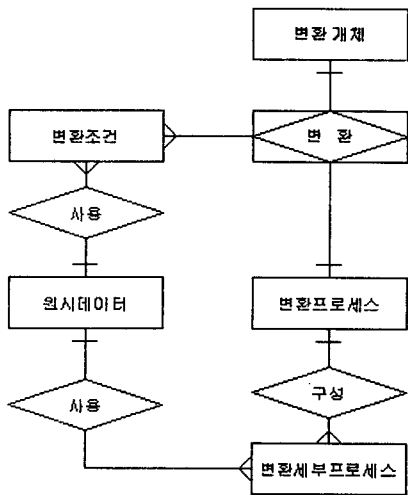 변환 개체
변환조건
변 환
사용
원시데이터
변환프로세스
사용
구성
변환세부프로세스